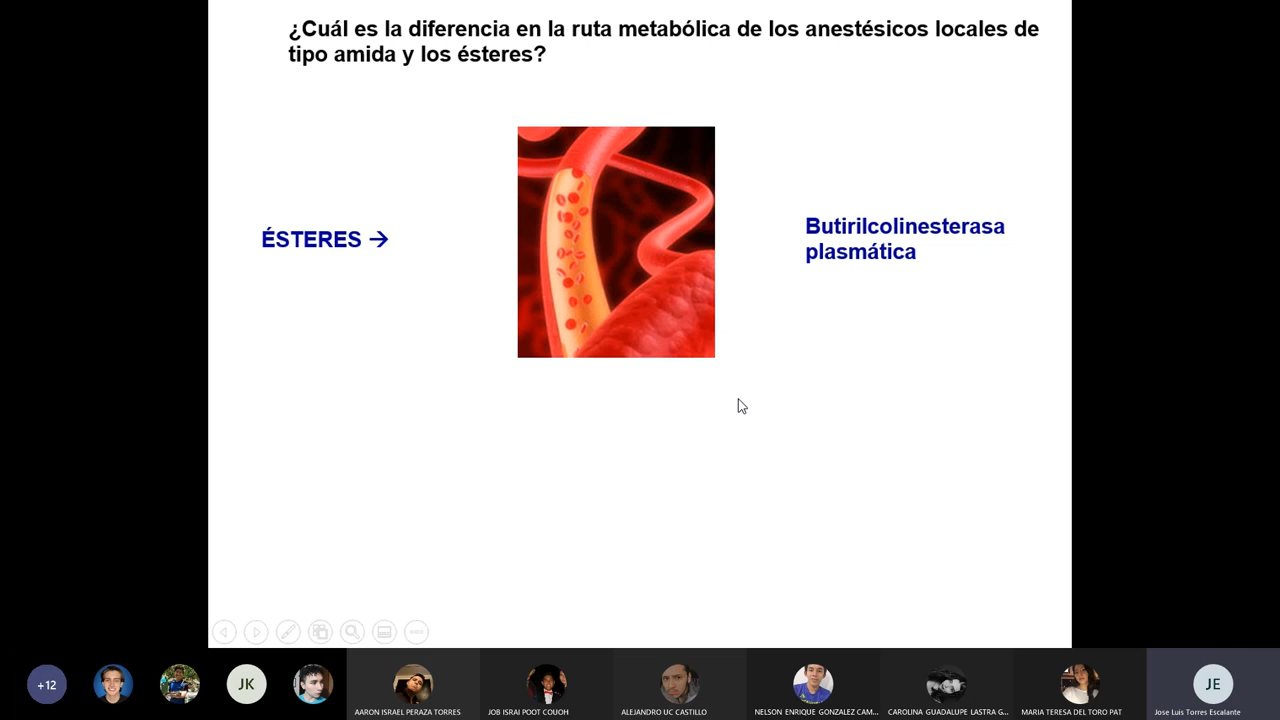 ¿Cuál es la diferencia en la ruta metabólica de los anestésicos locales de
tipo amida y los ésteres?
ÉSTERES →
Butirilcolinesterasa
plasmática
+12
JK
AARON ISRAEL PERAZA TORRES
JOB ISRAI POOT COUOH
ALEJANDRO UC CASTILLO
NELSON ENRIQUE GONZALEZ CAM...
CAROLINA GUADALUPE LASTRA G...
MARIA TERESA DEL TORO PAT
JE
Jose Luis Torres Escalante